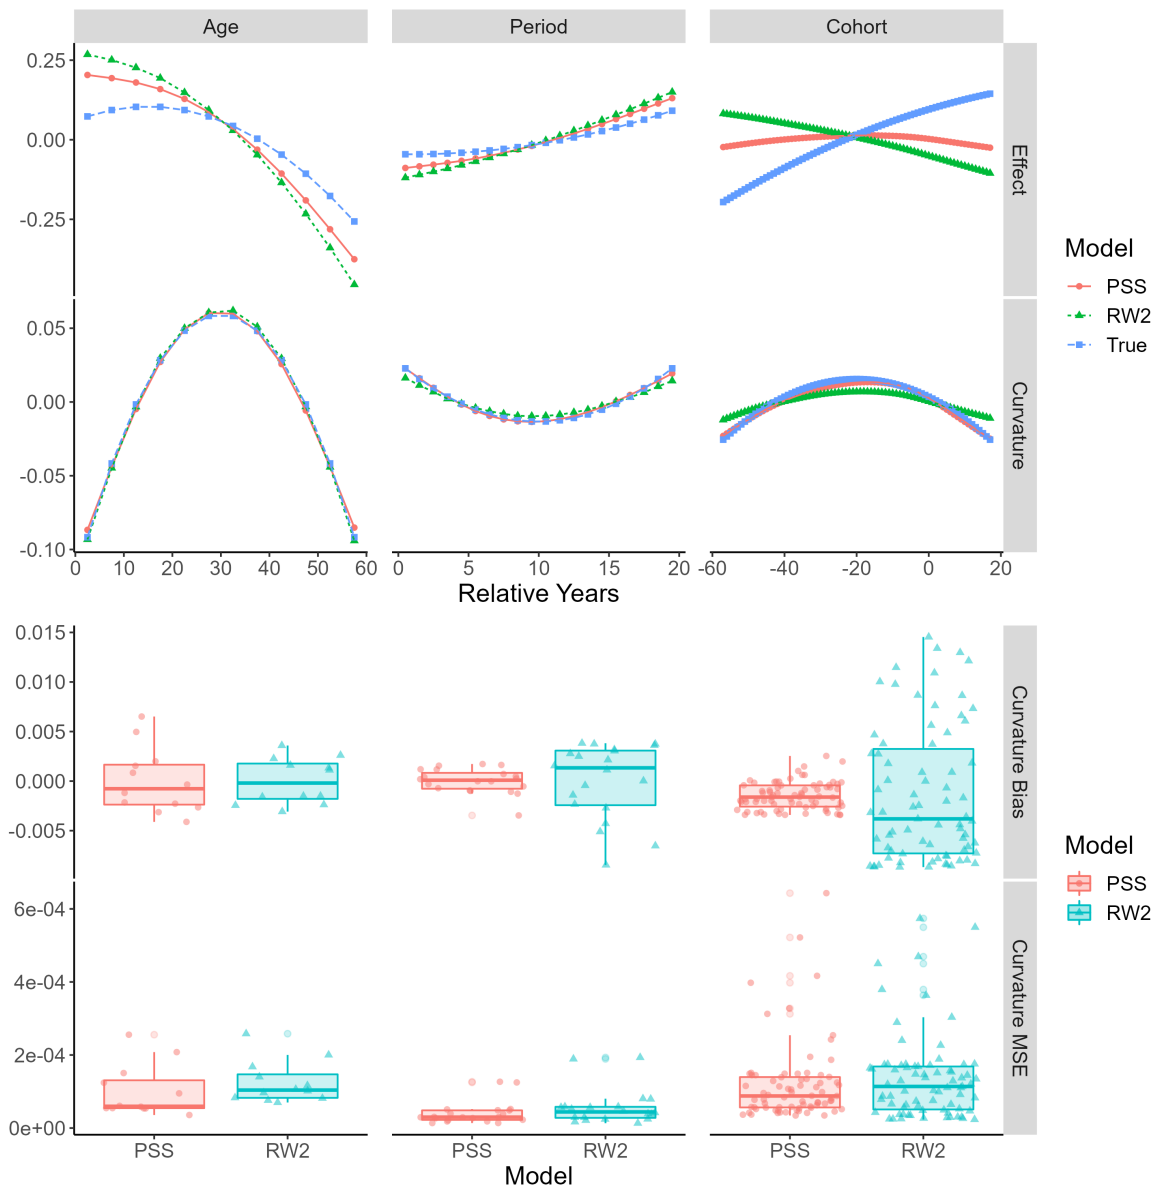 Age Period Cohort
0.25
0.00
-0.25
Effect
0.05
0.00
-0.05
-0.10
Curvature
0 10 20 30 40 50 60 0 5 10 15 20 -60 -40 -20 0 20
Relative Years
Model
PSS
RW2
True
0.015
0.010
0.005
0.000
-0.005
Curvature Bias
6e-04
4e-04
2e-04
0e+00
Curvature MSE
PSS RW2 PSS RW2 PSS RW2
Model
Model
PSS
RW2